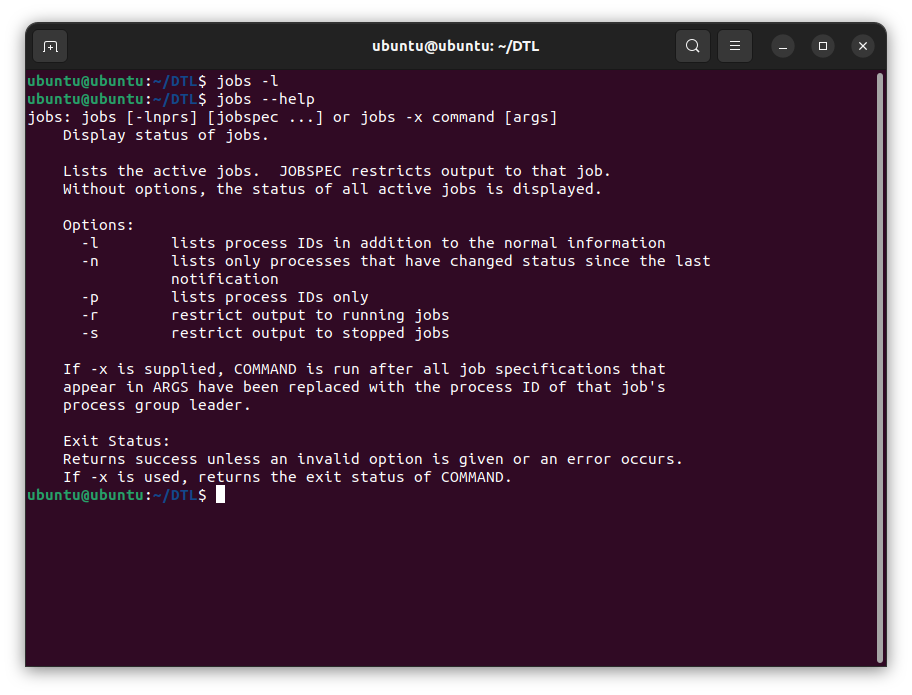 ubuntu@ubuntu: ~/DTL
ubuntu@ubuntu:~/DTL$ jobs -l
ubuntu@ubuntu:~/DTL$ jobs --help
jobs: jobs [-lnprs] [jobspec ...] or jobs -x command [args]
    Display status of jobs.

    Lists the active jobs.  JOBSPEC restricts output to that job.
    Without options, the status of all active jobs is displayed.

    Options:
      -l        lists process IDs in addition to the normal information
      -n        lists only processes that have changed status since the last
                notification
      -p        lists process IDs only
      -r        restrict output to running jobs
      -s        restrict output to stopped jobs

    If -x is supplied, COMMAND is run after all job specifications that
    appear in ARGS have been replaced with the process ID of that job's
    process group leader.

    Exit Status:
    Returns success unless an invalid option is given or an error occurs.
    If -x is used, returns the exit status of COMMAND.
ubuntu@ubuntu:~/DTL$